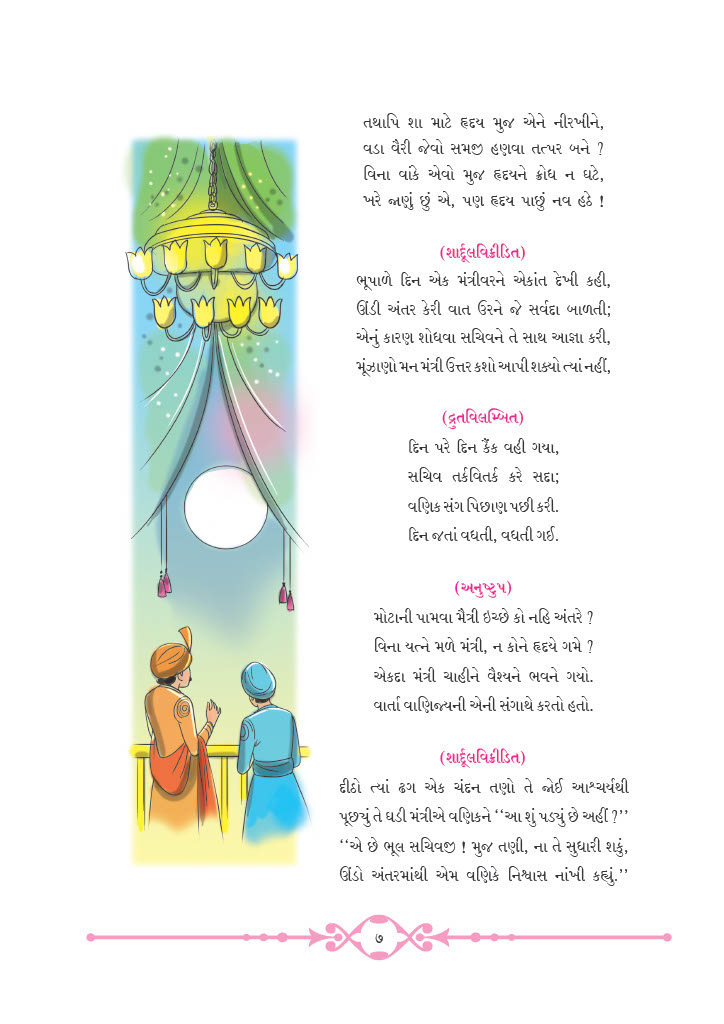 તથાપિ શા માટે હૃદય મુજ એને નીરખીને,
વડા વૈરી જેવો સમજી હણવા તત્પર બને ?
વિના વાંકે એવો મુજ હૃદયને ક્રોધ ન ઘટે,
ખરે જાણું છું એ, પણ હૃદય પાછું નવ હઠે !
(શાર્દૂલવિક્રીડિત)
ભૂપાળે દિન એક મંત્રીવરને એકાંત દેખી કહી,
ઊંડી અંતર કેરી વાત ઉરને જે સર્વદા બાળતી;
એનું કારણ શોધવા સચિવને તે સાથ આજ્ઞા કરી,
મૂંઝાણો મન મંત્રી ઉત્તર કશો આપી શક્યો ત્યાં નહીં,
(દ્રુતવિલમ્બિત)
દિન પરે દિન કૈંક વહી ગયા,
સચિવ તર્કવિતર્ક કરે સદા;
વણિક સંગ પિછાણ પછી કરી.
દિન જતાં વધતી, વધતી ગઈ.
(અનુષ્ટુપ)
મોટાની પામવા મૈત્રી ઇચ્છે કો નહિ અંતરે ?
વિના યત્ને મળે મંત્રી, ન કોને હૃદયે ગમે ?
એકદા મંત્રી ચાહીને વૈશ્યને ભવને ગયો.
વાર્તા વાણિજ્યની એની સંગાથે કરતો હતો.
(શાર્દૂલવિક્રીડિત)
દીઠો ત્યાં ઢગ એક ચંદન તણો તે જોઈ આશ્ચર્યથી
પૂછ્યું તે ઘડી મંત્રીએ વણિકને ‘‘આ શું પડ્યું છે અહીં ?’’
‘‘એ છે ભૂલ સચિવજી ! મુજ તણી, ના તે સુધારી શકું,
ઊંડો અંતરમાંથી એમ વણિકે નિશ્વાસ નાંખી કહ્યું.’’
૭